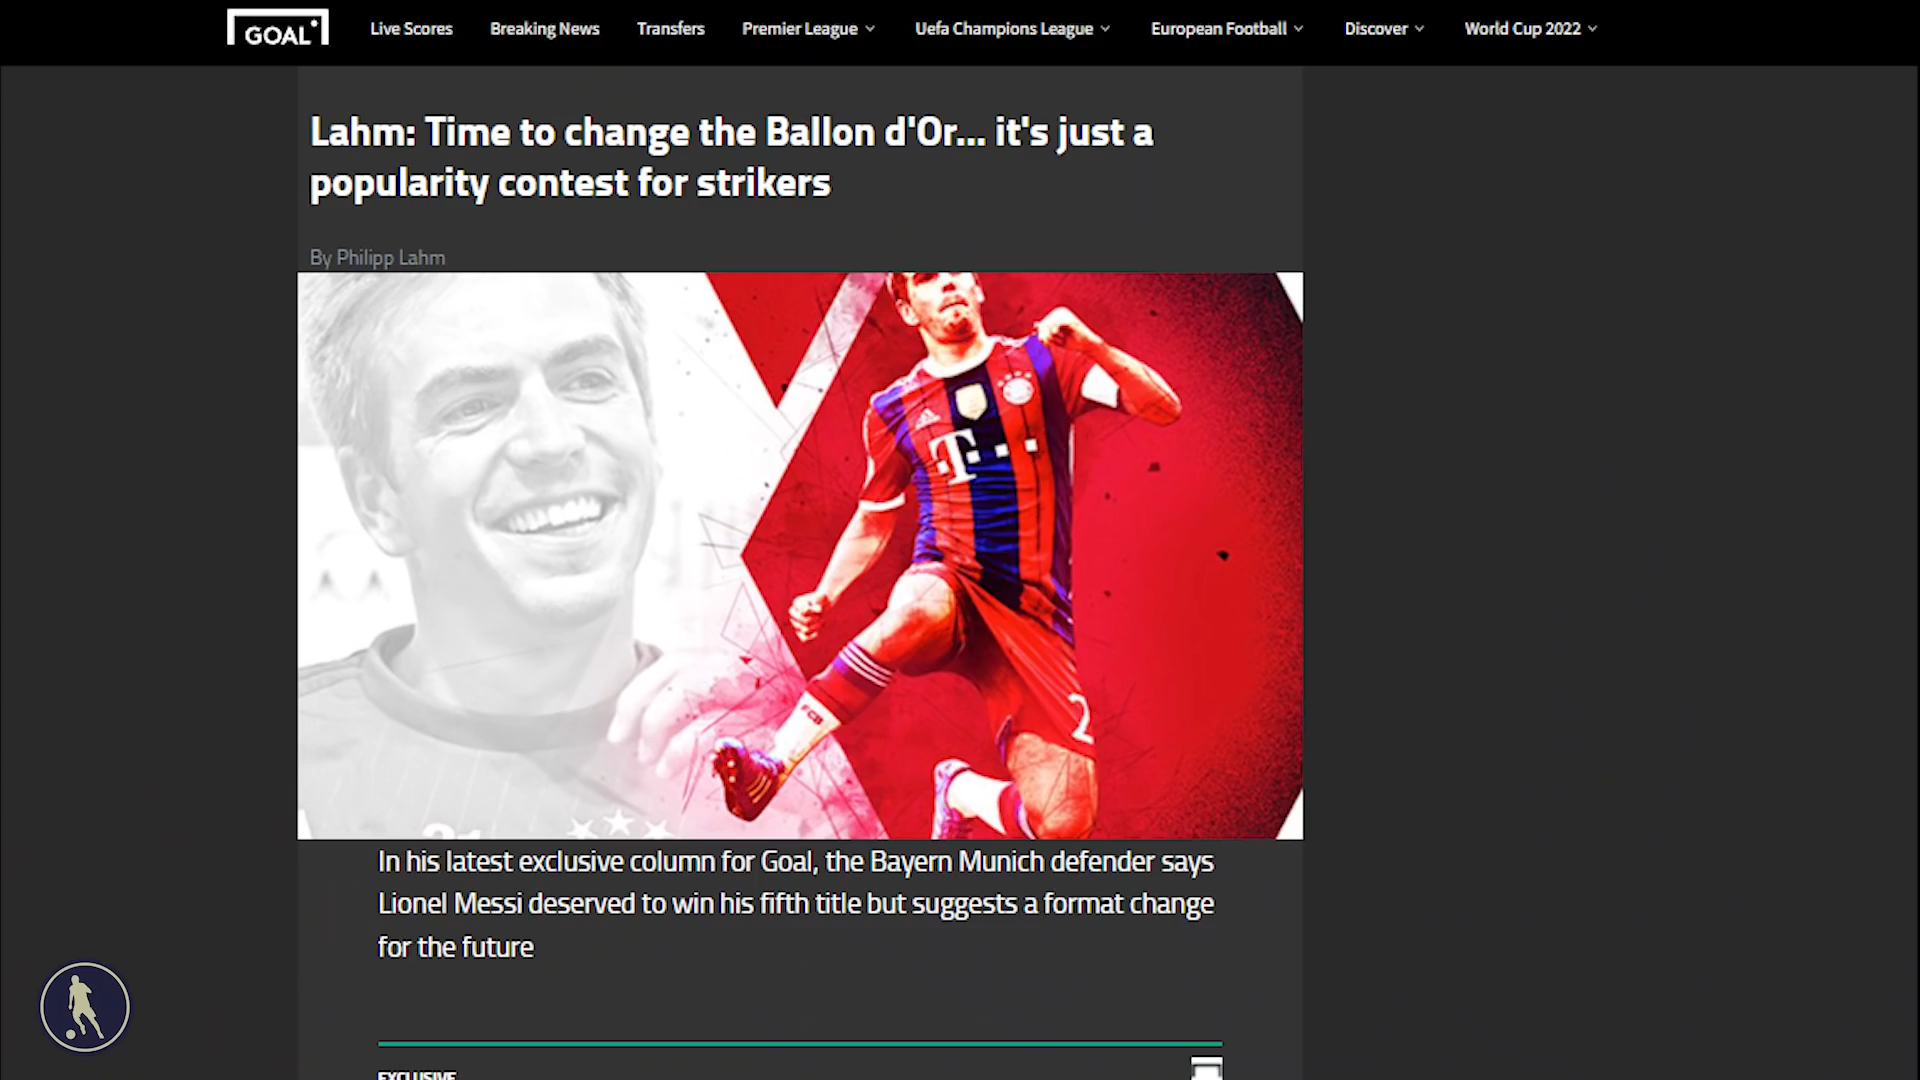 GOAL Live Scores Breaking News Transfers Premier League Uefa Champions League European Football Discover World Cup 2022
Lahm: Time to change the Ballon d'Or... it's just a
popularity contest for strikers
By Philipp Lahm
T
FCB
2
In his latest exclusive column for Goal, the Bayern Munich defender says
Lionel Messi deserved to win his fifth title but suggests a format change
for the future
EXCLUSIVE